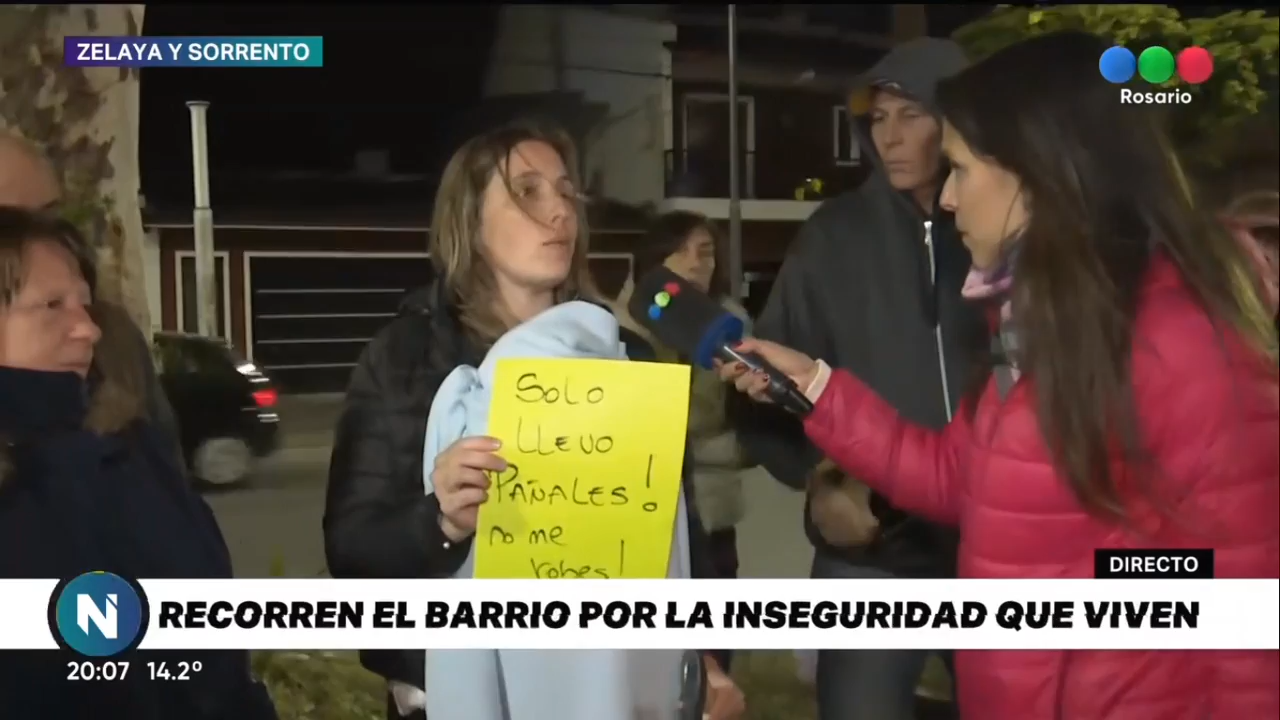 ZELAYA Y SORRENTO
Rosario
SOLO
LLEVO
PAÑALES!
no me
robes!
DIRECTO
N
RECORREN EL BARRIO POR LA INSEGURIDAD QUE VIVEN
20:07 14.2º